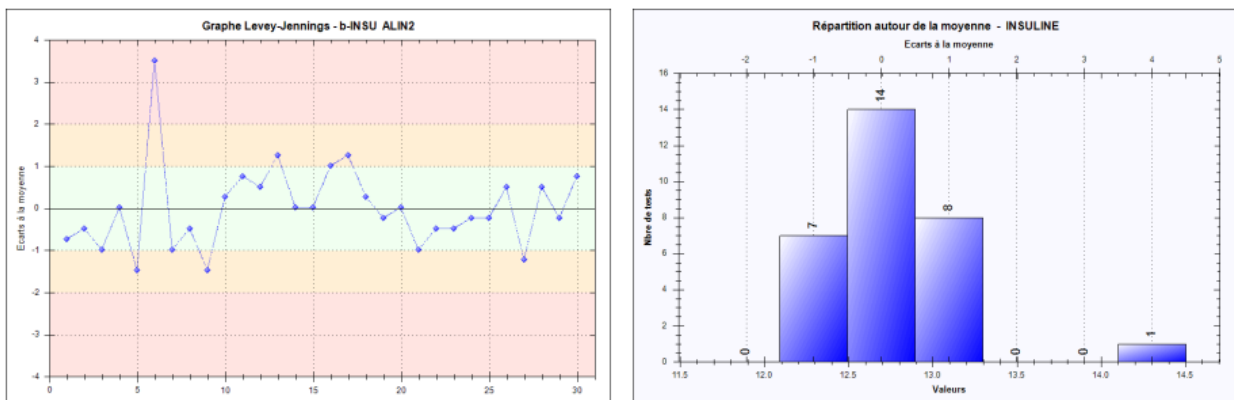 Graphe Levey-Jennings - b-INSU ALIN2
Ecarts à la moyenne
4
3
2
1
0
-1
-2
-3
-4
0 5 10 15 20 25 30
Répartition autour de la moyenne - INSULINE
Ecarts à la moyenne
-2 -1 0 1 2 3 4 5
Nbre de tests
16
14
12
10
8
6
4
2
0
0 7 14 8 0 0 1
11.5 12.0 12.5 13.0 13.5 14.0 14.5
Valeurs